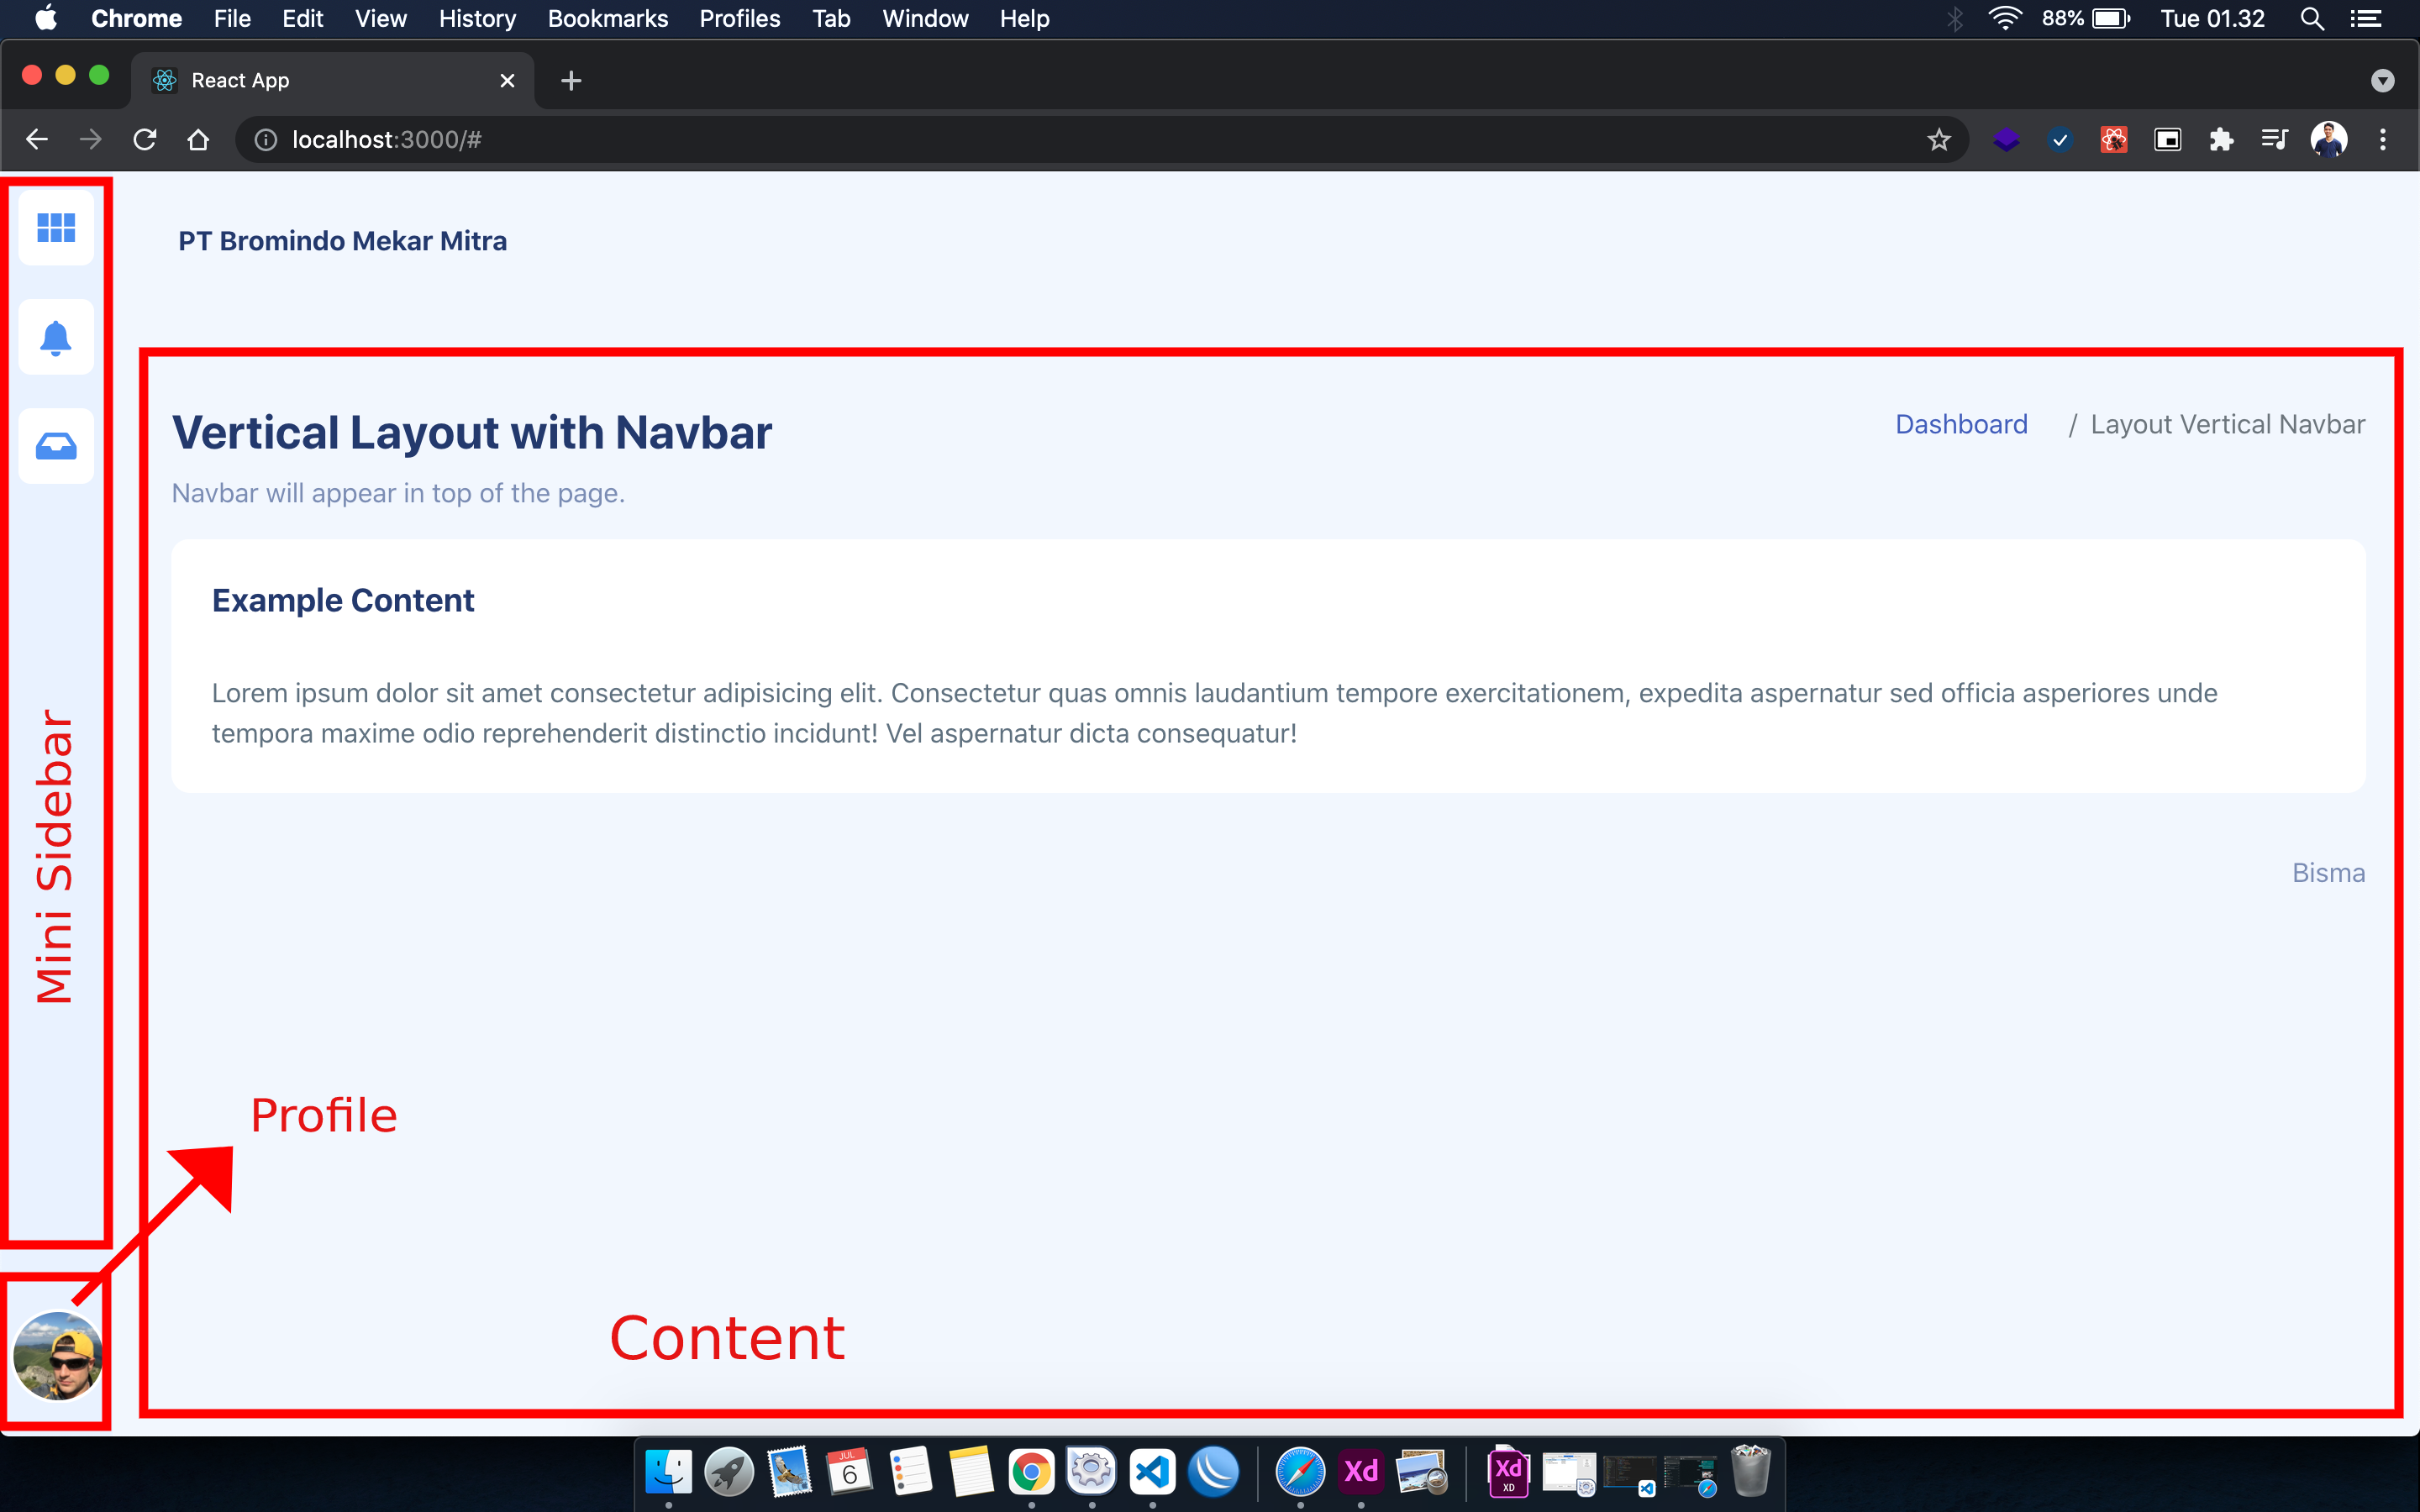 Chrome File Edit View History Bookmarks Profiles Tab Window Help 88% Tue 01.32
React App
localhost:3000/#
PT Bromindo Mekar Mitra
Vertical Layout with Navbar
Dashboard / Layout Vertical Navbar
Navbar will appear in top of the page.
Example Content
Lorem ipsum dolor sit amet consectetur adipisicing elit. Consectetur quas omnis laudantium tempore exercitationem, expedita aspernatur sed officia asperiores unde
tempora maxime odio reprehenderit distinctio incidunt! Vel aspernatur dicta consequatur!
Mini Sidebar
Bisma
Profile
Content
JUL
6
Xd
Xd
XD